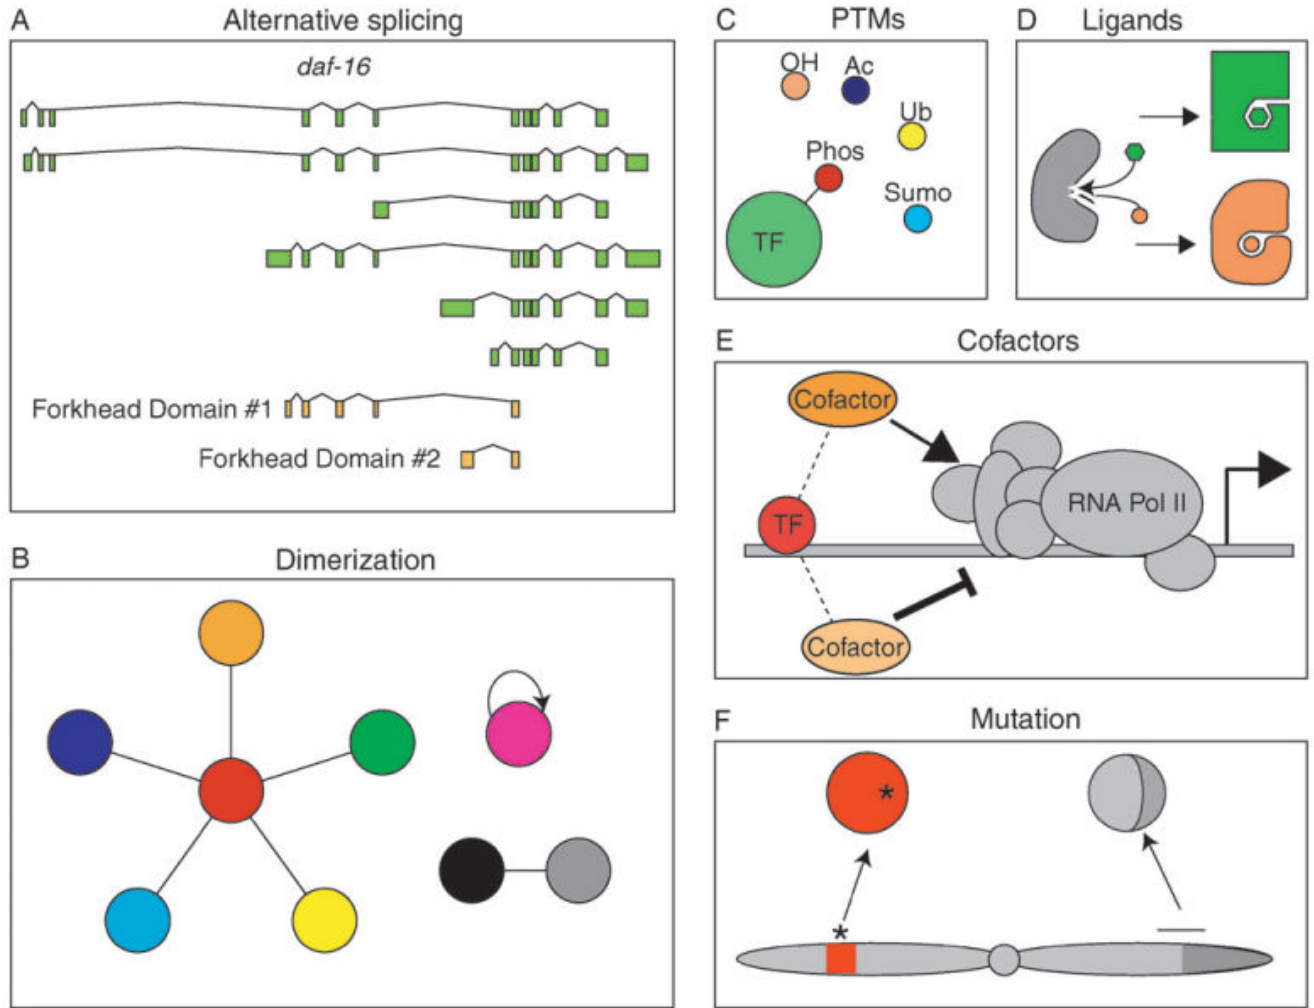 A Alternative splicing
daf-16
Forkhead Domain #1
Forkhead Domain #2
B Dimerization
C PTMs
OH
Ac
Ub
Phos
Sumo
TF
D Ligands
E Cofactors
Cofactor
TF
RNA Pol II
Cofactor
F Mutation
*
*